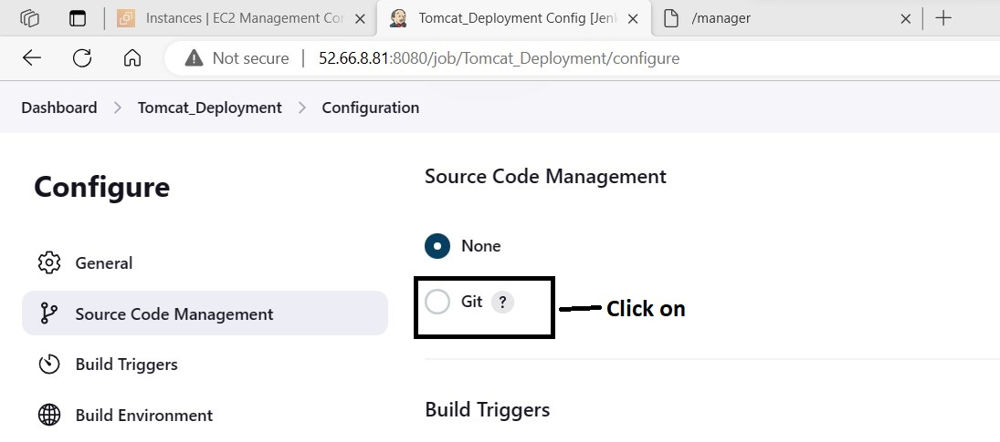 Instances | EC2 Management Con
Tomcat_Deployment Config [Jenk
/manager
Not secure | 52.66.8.81:8080/job/Tomcat_Deployment/configure
Dashboard > Tomcat_Deployment > Configuration
Configure
General
Source Code Management
Build Triggers
Build Environment
Source Code Management
None
Git ?
Click on
Build Triggers